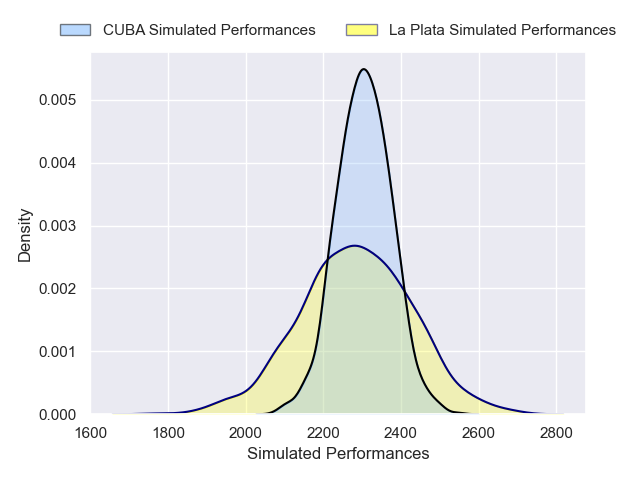 CUBA Simulated Performances
La Plata Simulated Performances
0.005
0.004
0.003
0.002
0.001
0.000
Density
1600 1800 2000 2200 2400 2600 2800
Simulated Performances